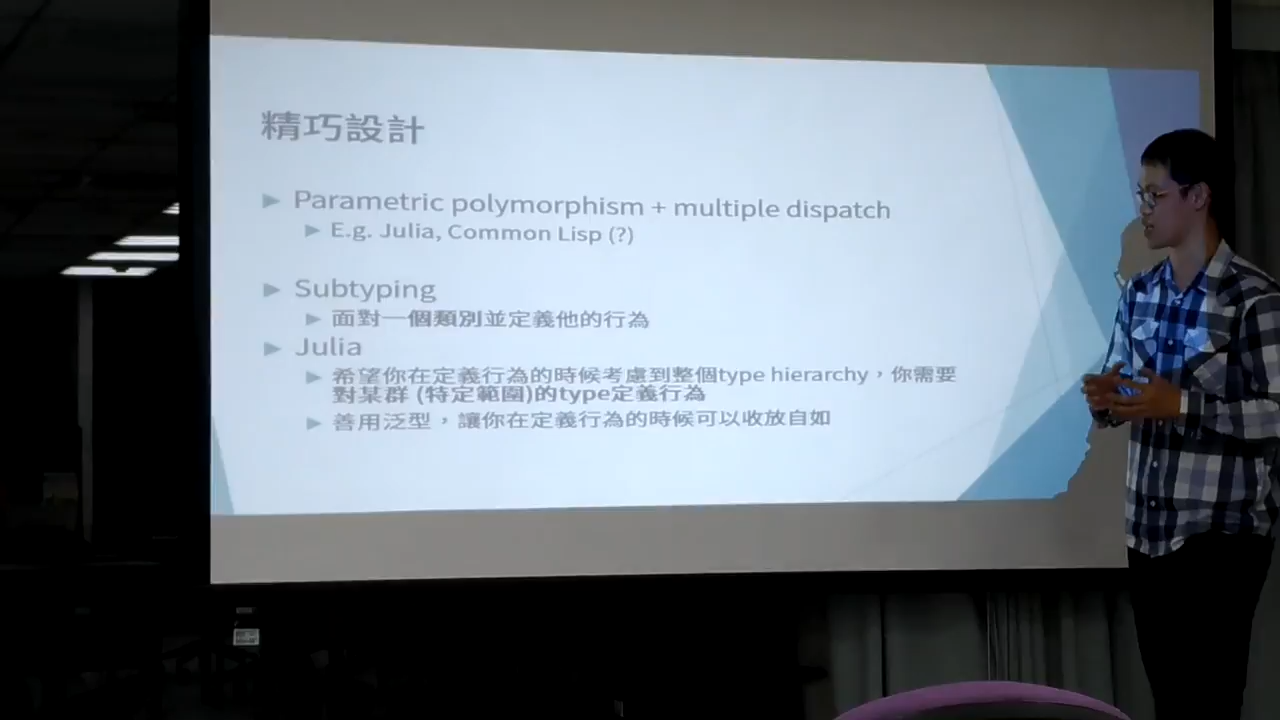 精巧設計
Parametric polymorphism + multiple dispatch
E.g. Julia, Common Lisp (?)
Subtyping
面對一個類別並定義他的行為
Julia
希望你在定義行為的時候考慮到整個type hierarchy，你需要
對某群 (特定範圍)的type定義行為
善用泛型，讓你在定義行為的時候可以收放自如